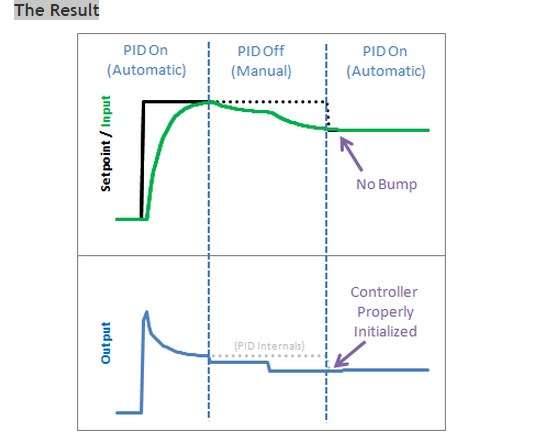 The Result
PID On
(Automatic)
PID Off
(Manual)
PID On
(Automatic)
Setpoint / Input
No Bump
Output
(PID Internals)
Controller
Properly
Initialized